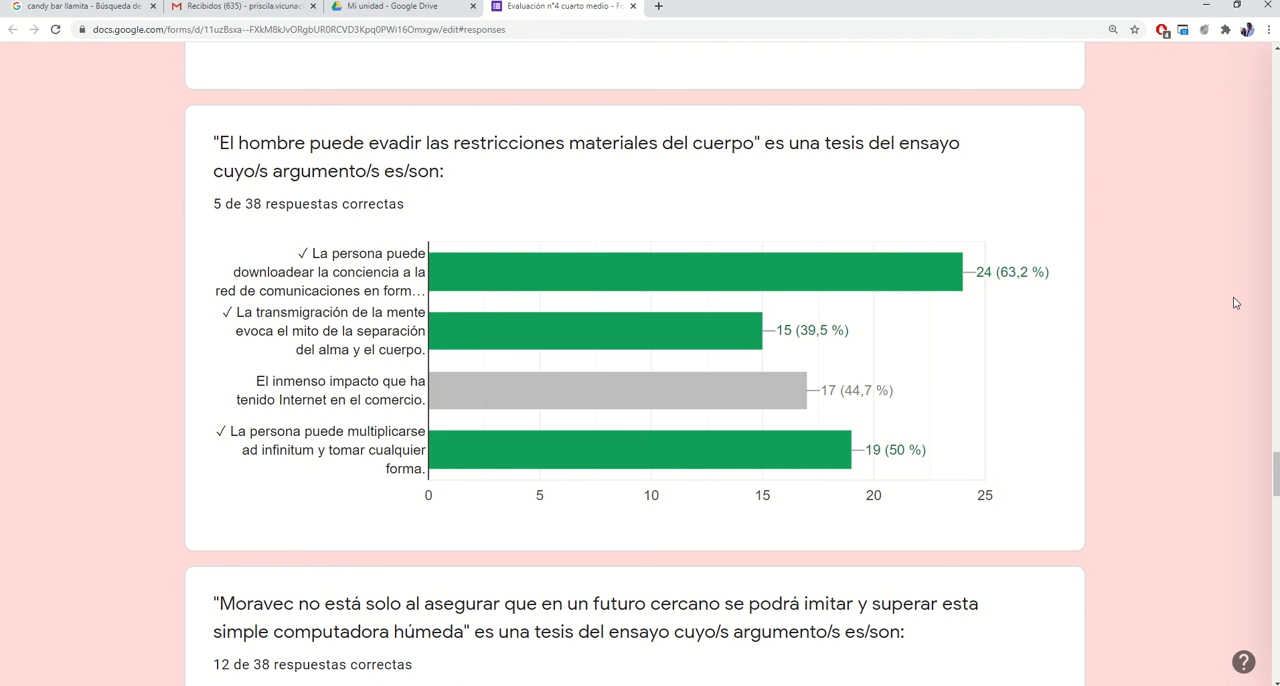 candy bar llamita - Búsqueda de
Recibidos (635) - priscila.vicunac
Mi unidad - Google Drive
Evaluación n°4 cuarto medio - Fo
docs.google.com/forms/d/11uzBsxa--FXkM8kJvORgbUR0RCVD3Kpq0PWi16Omxgw/edit#responses
4
"El hombre puede evadir las restricciones materiales del cuerpo" es una tesis del ensayo
cuyo/s argumento/s es/son:
5 de 38 respuestas correctas
✓ La persona puede
downloadear la conciencia a la
red de comunicaciones en form…
24 (63,2 %)
✓ La transmigración de la mente
evoca el mito de la separación
del alma y el cuerpo.
15 (39,5 %)
El inmenso impacto que ha
tenido Internet en el comercio.
17 (44,7 %)
✓ La persona puede multiplicarse
ad infinitum y tomar cualquier
forma.
19 (50 %)
0 5 10 15 20 25
"Moravec no está solo al asegurar que en un futuro cercano se podrá imitar y superar esta
simple computadora húmeda" es una tesis del ensayo cuyo/s argumento/s es/son:
12 de 38 respuestas correctas
?